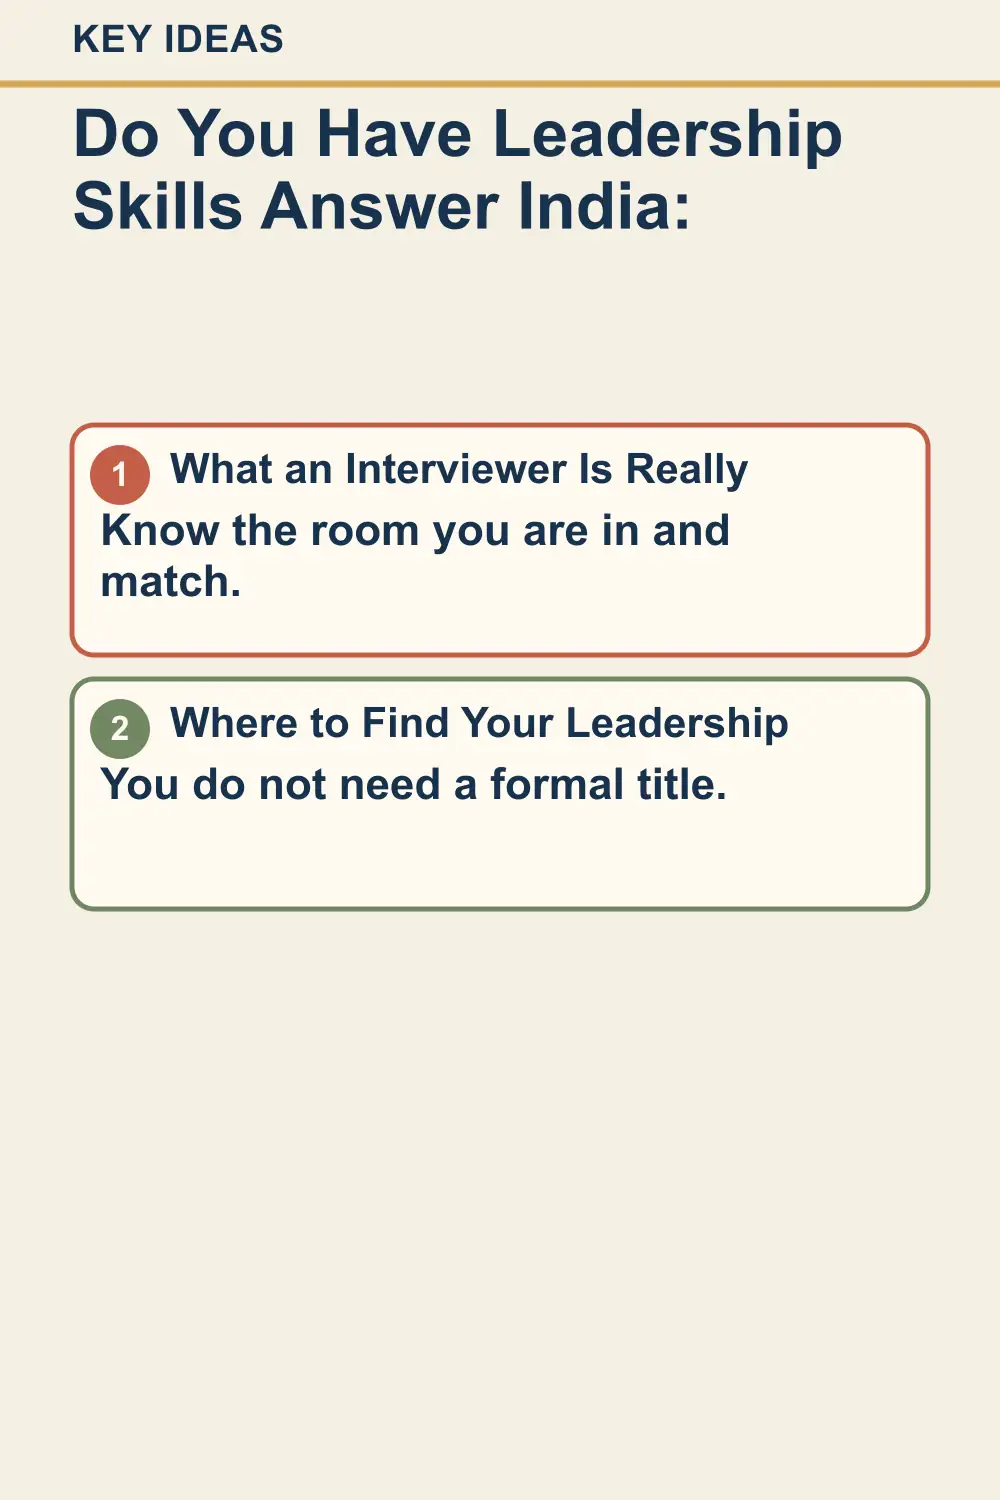 KEY IDEAS
Do You Have Leadership
Skills Answer India:
1 What an Interviewer Is Really
Know the room you are in and
match.
2 Where to Find Your Leadership
You do not need a formal title.